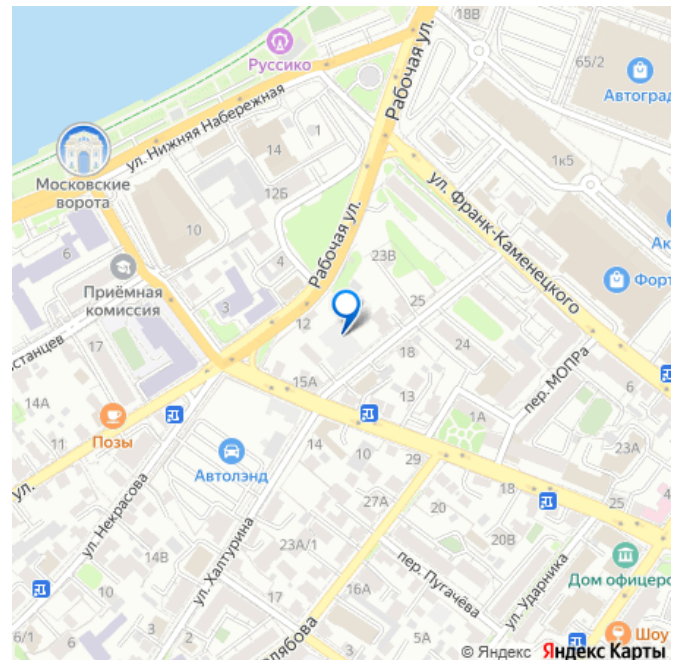 18В
65/2
Руссико
Автоград
Рабочая ул.
ул. Нижняя Набережная
1
14
1к5
Московские
ворота
12Б
ул. Франк-Каменецкого
10
Ак
6
23В
Рабочая ул.
4
Форт
Приёмная
комиссия
25
3
12
станцев
17
18
24
пер. МОПРа
15А
6
14А
13
1А
Позы
11
14
Автолэнд
10
29
23А
ул.
ул. Некрасова
18
25
27А
20
ул. Халтурина
23А/1
20В
14В
пер. Пугачёва
Дом офицеро
16А
ул. Ударника
17
6/1
3
2
3
2
лябова
5А
Шоу
© Яндекс Яндекс Карты